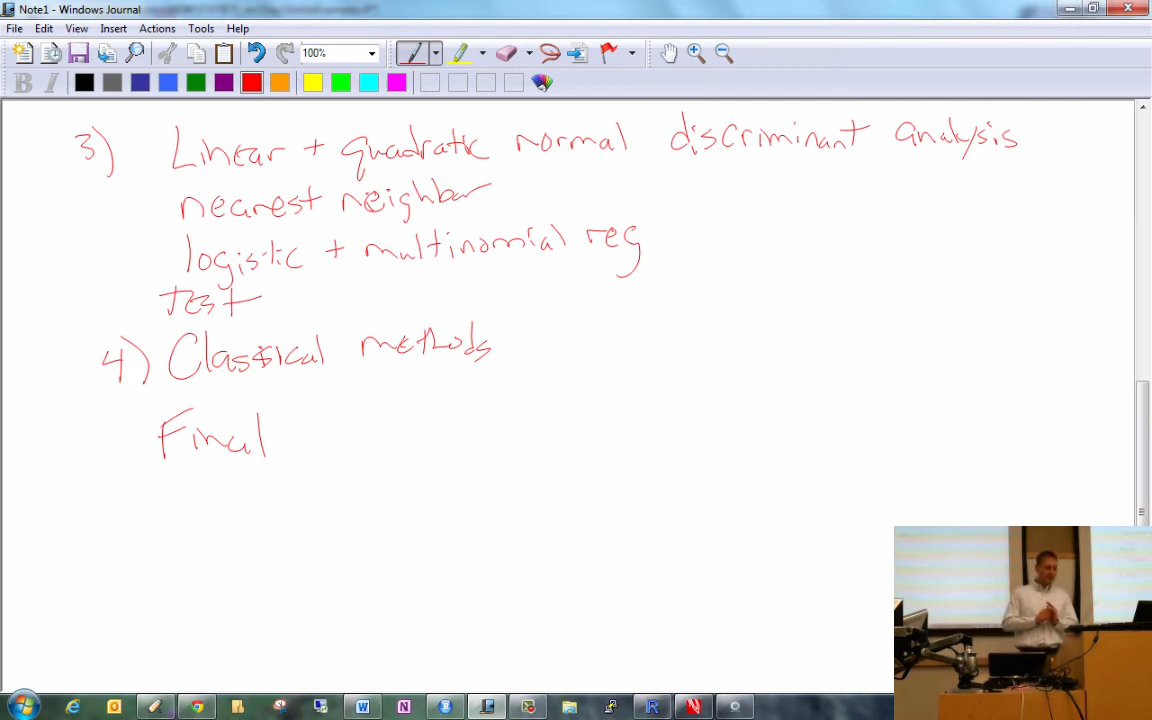 Note1 - Windows Journal
File Edit View Insert Actions Tools Help
100%
B I
3) Linear + quadratic normal discriminant analysis
nearest neighbor
logistic + multinomial reg
Test
4) Classical methods
Final